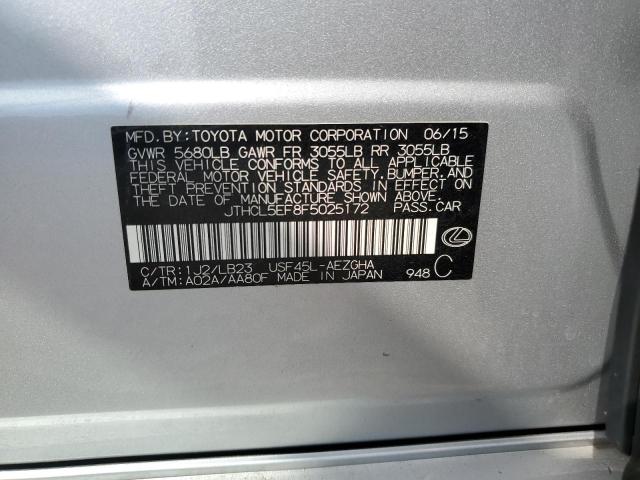 MFD. BY: TOYOTA MOTOR CORPORATION 06/15
GVWR 5680LB GAWR FR 3055LB RR 3055LB
THIS VEHICLE CONFORMS TO ALL APPLICABLE
FEDERAL MOTOR VEHICLE SAFETY, BUMPER, AND
THEFT PREVENTION STANDARDS IN EFFECT ON
THE DATE OF MANUFACTURE SHOWN ABOVE.
JTHCL5EF8F5025172 PASS.CAR
C/TR: 1J2/LB23 USF45L-AEZGHA
A/TM: A02A/AA80F MADE IN JAPAN 948 C